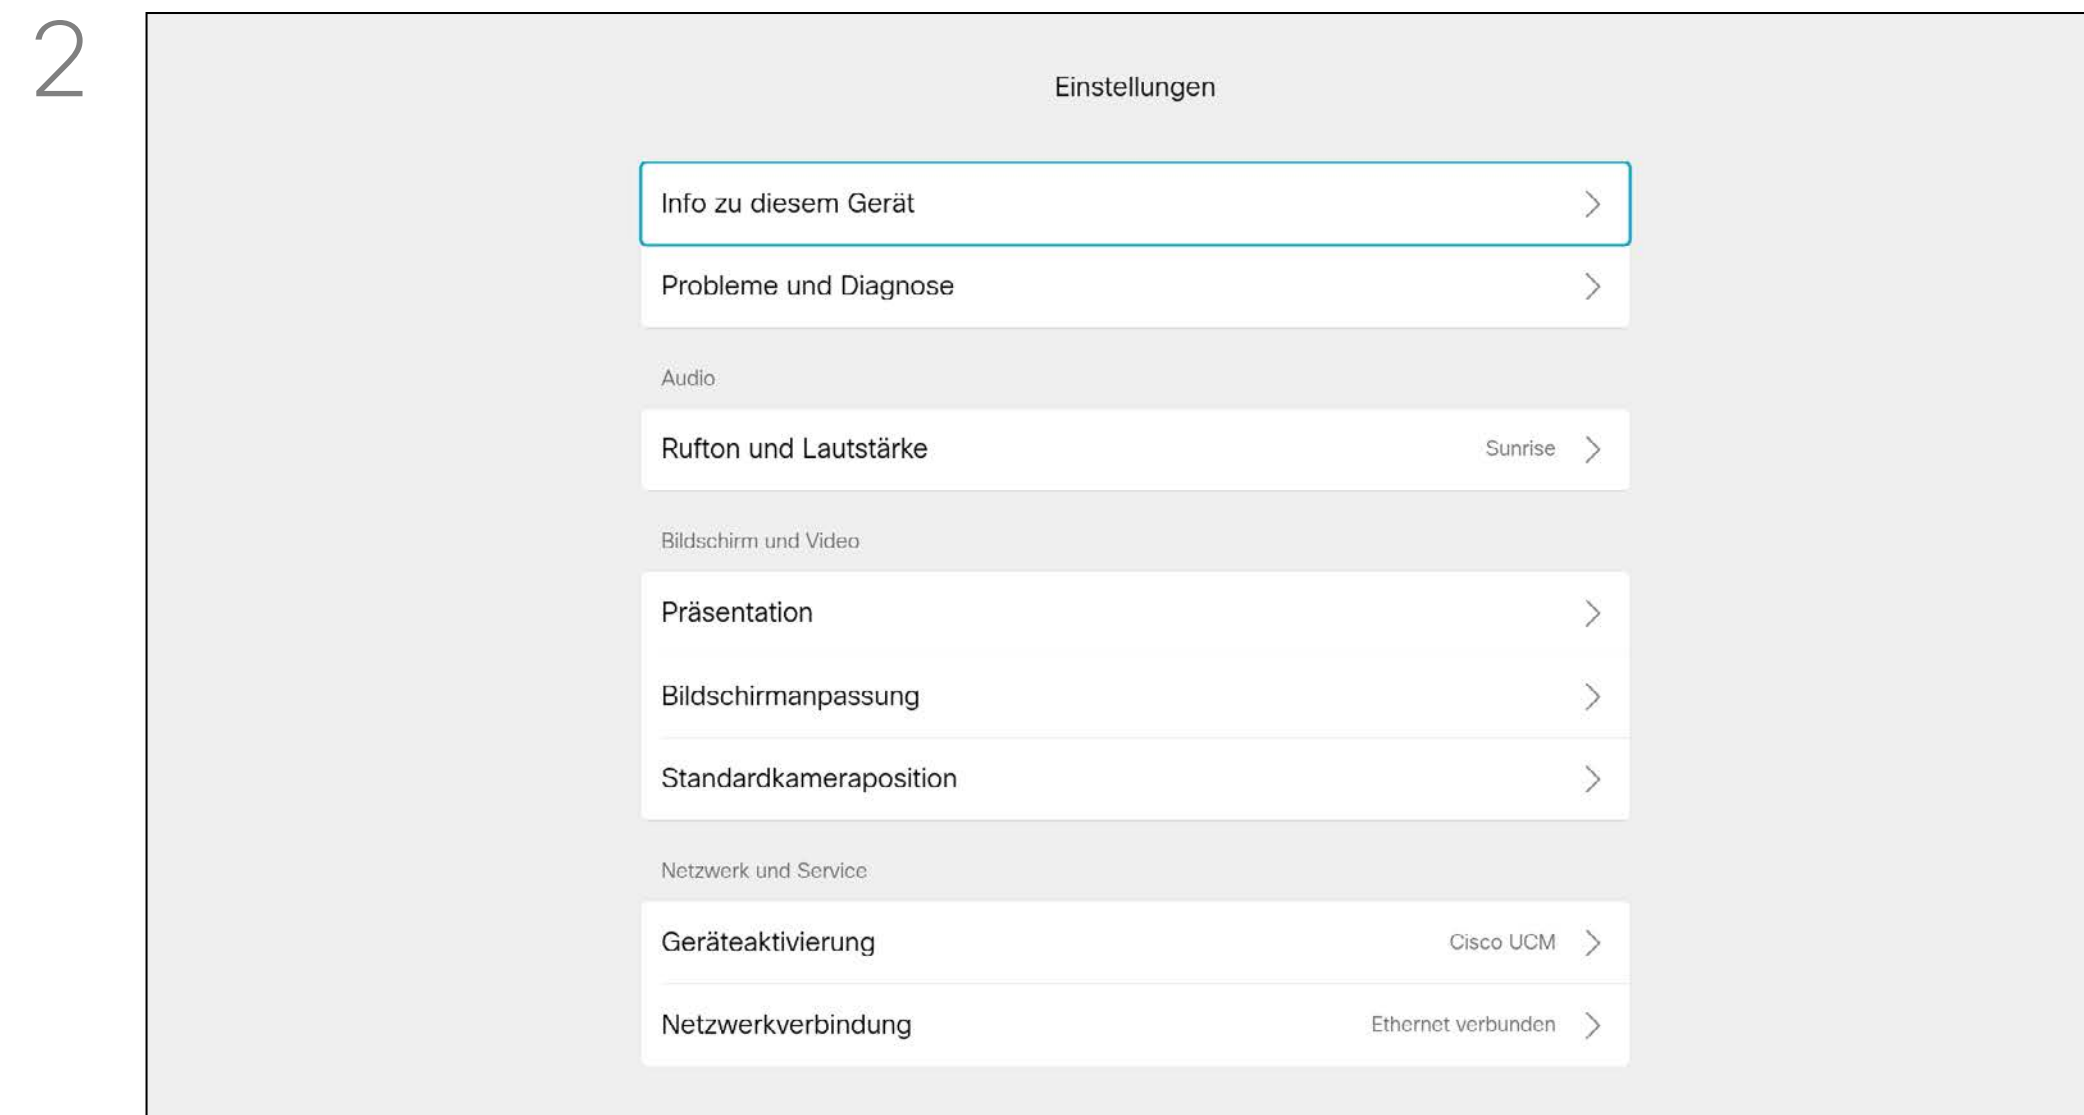 2
Einstellungen
Info zu diesem Gerät
Probleme und Diagnose
Audio
Rufton und Lautstärke Sunrise
Bildschirm und Video
Präsentation
Bildschirmanpassung
Standardkameraposition
Netzwerk und Service
Geräteaktivierung Cisco UCM
Netzwerkverbindung Ethernet verbunden